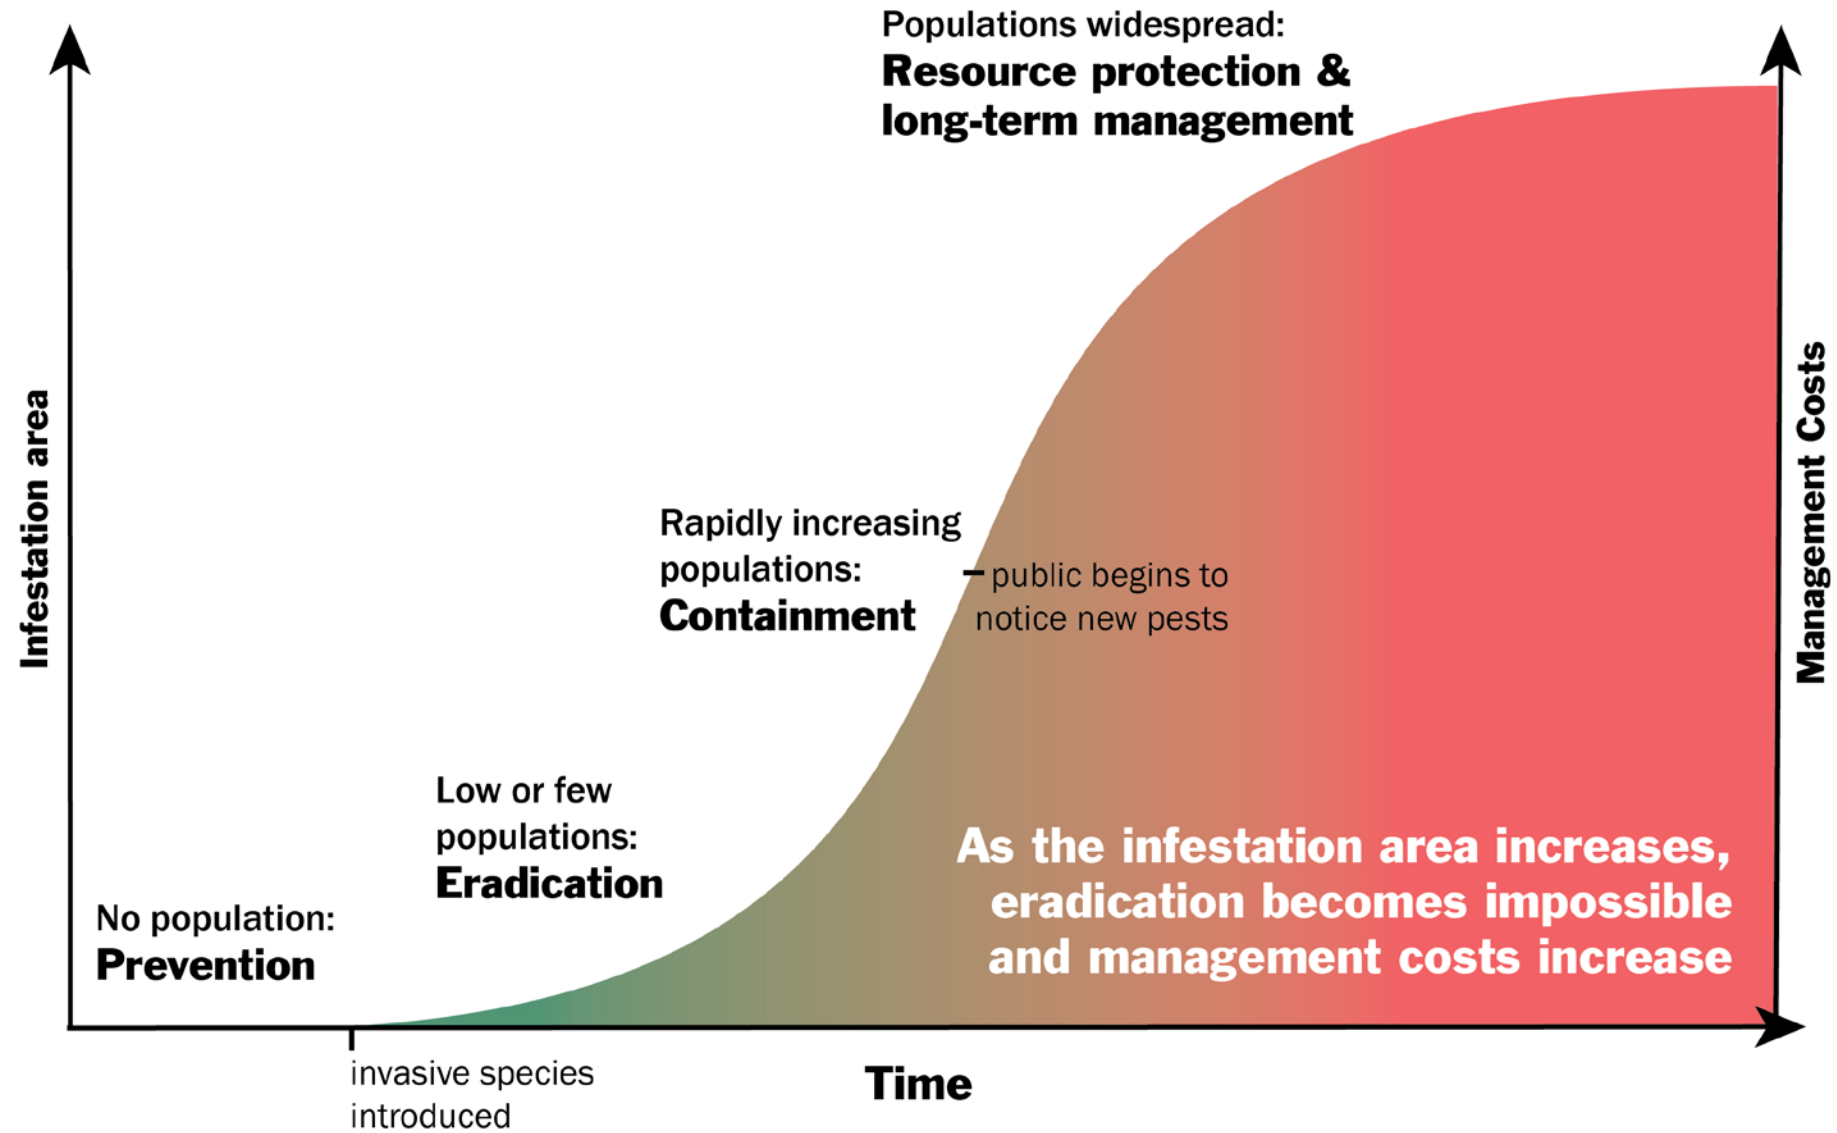 Populations widespread:
Resource protection &
long-term management
Infestation area
Management Costs
Rapidly increasing
populations:
Containment
public begins to
notice new pests
Low or few
populations:
Eradication
No population:
Prevention
As the infestation area increases,
eradication becomes impossible
and management costs increase
invasive species
introduced
Time